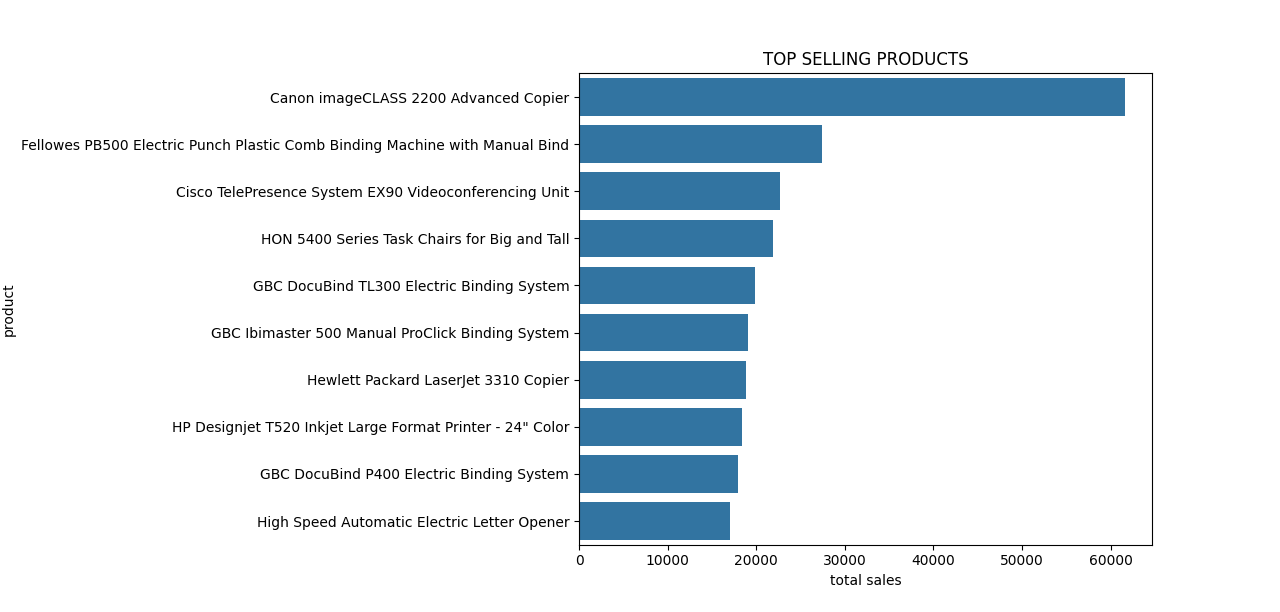 TOP SELLING PRODUCTS
product
Canon imageCLASS 2200 Advanced Copier
Fellowes PB500 Electric Punch Plastic Comb Binding Machine with Manual Bind
Cisco TelePresence System EX90 Videoconferencing Unit
HON 5400 Series Task Chairs for Big and Tall
GBC DocuBind TL300 Electric Binding System
GBC Ibimaster 500 Manual ProClick Binding System
Hewlett Packard LaserJet 3310 Copier
HP Designjet T520 Inkjet Large Format Printer - 24" Color
GBC DocuBind P400 Electric Binding System
High Speed Automatic Electric Letter Opener
0 10000 20000 30000 40000 50000 60000
total sales